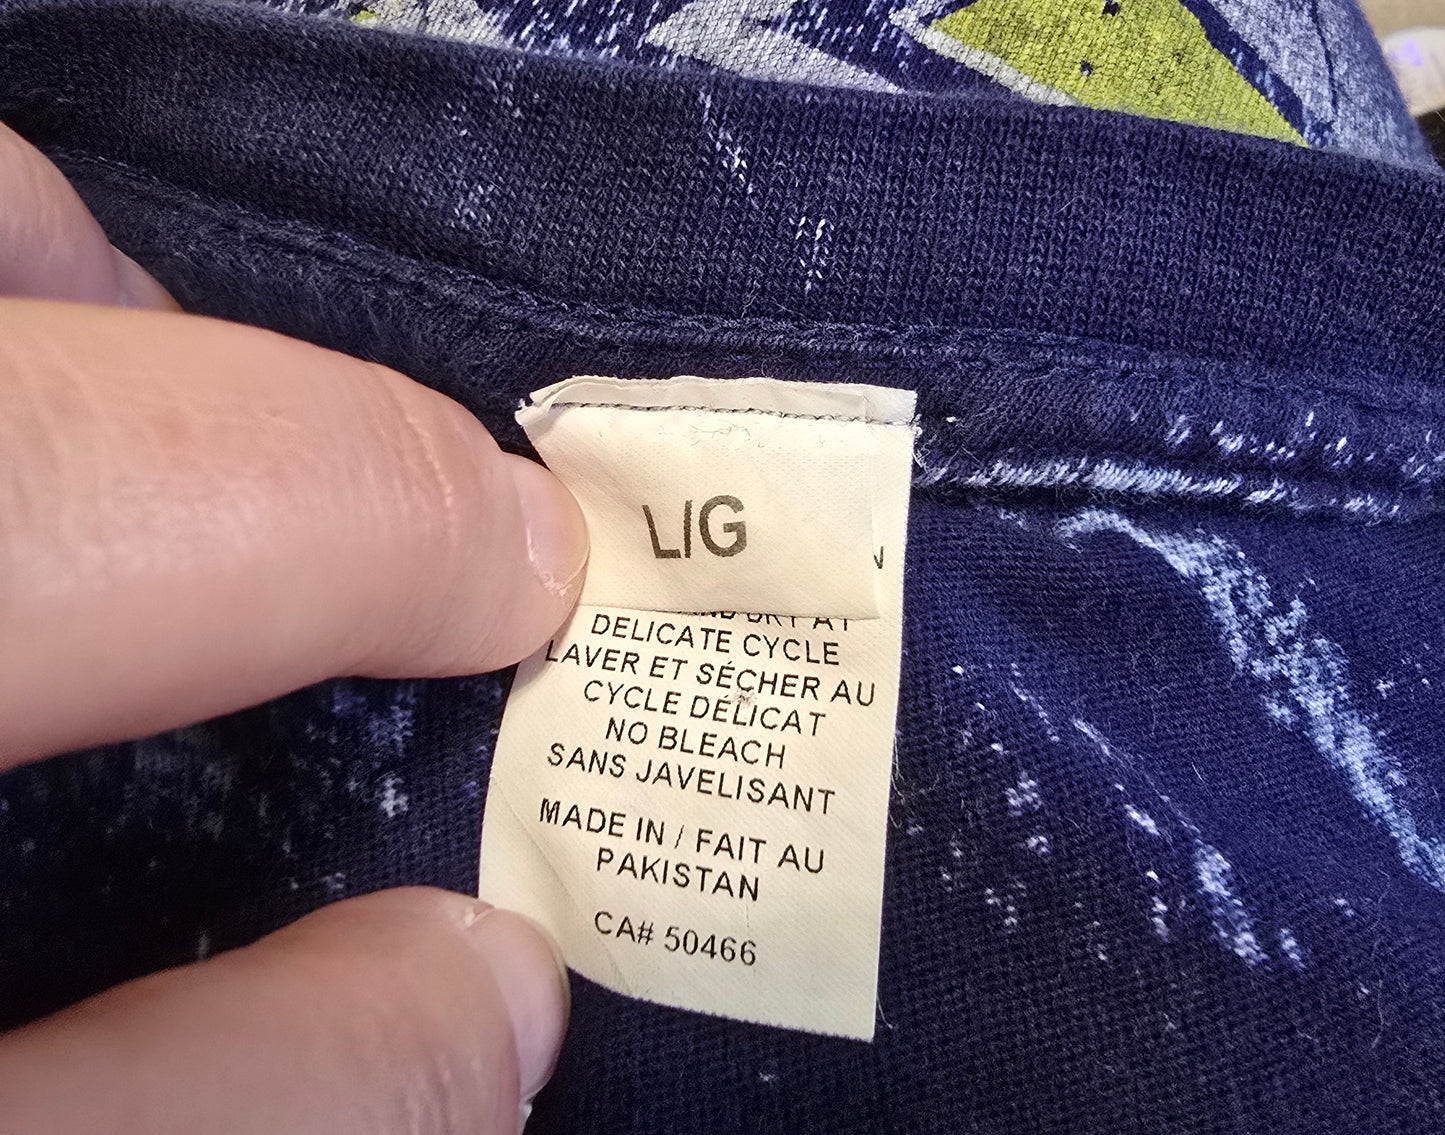 L/G
DELICATE CYCLE
LAVER ET SÉCHER AU
CYCLE DÉLICAT
NO BLEACH
SANS JAVELISANT
MADE IN / FAIT AU
PAKISTAN
CA# 50466